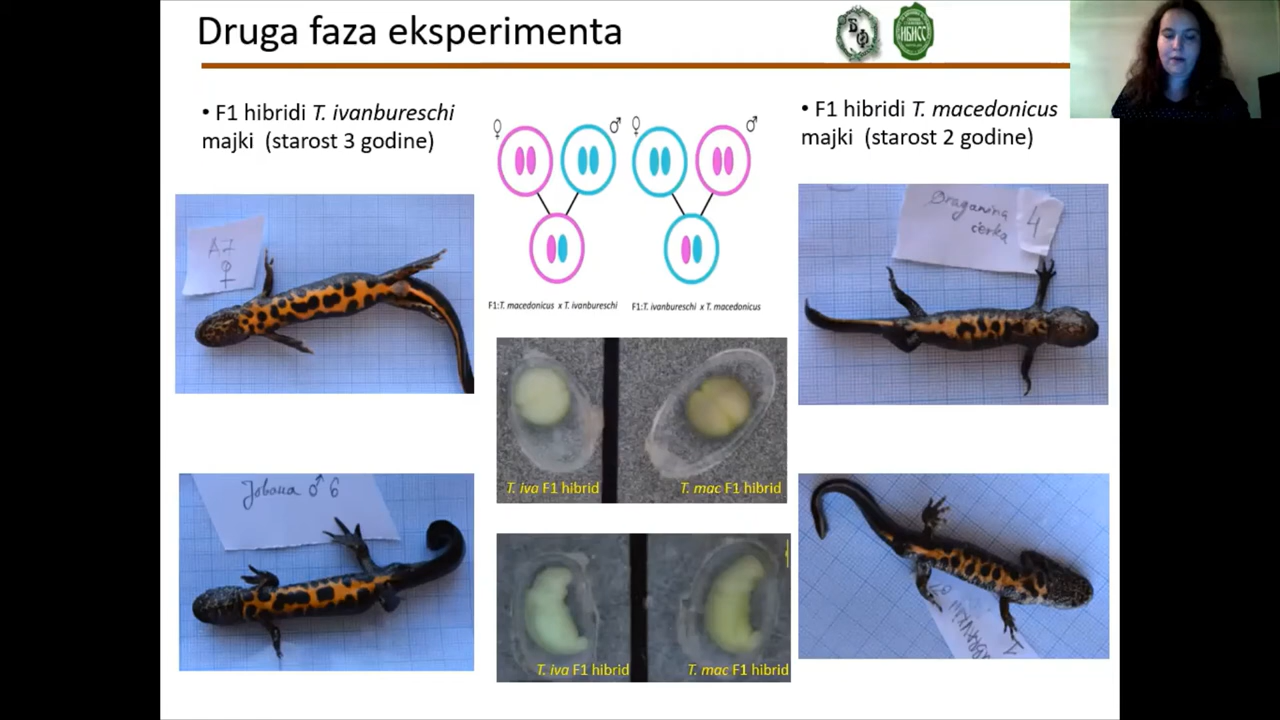 Druga faza eksperimenta
БФ
НБИСС
• F1 hibridi T. ivanbureschi
majki (starost 3 godine)
• F1 hibridi T. macedonicus
majki (starost 2 godine)
♀ ♂ ♀ ♂
F1:T. macedonicus x T. ivanbureschi
F1:T. ivanbureschi x T. macedonicus
A7
♀
Draganina
ćerka
4
T. iva F1 hibrid
T. mac F1 hibrid
Jovana ♂ 6
T. iva F1 hibrid
T. mac F1 hibrid